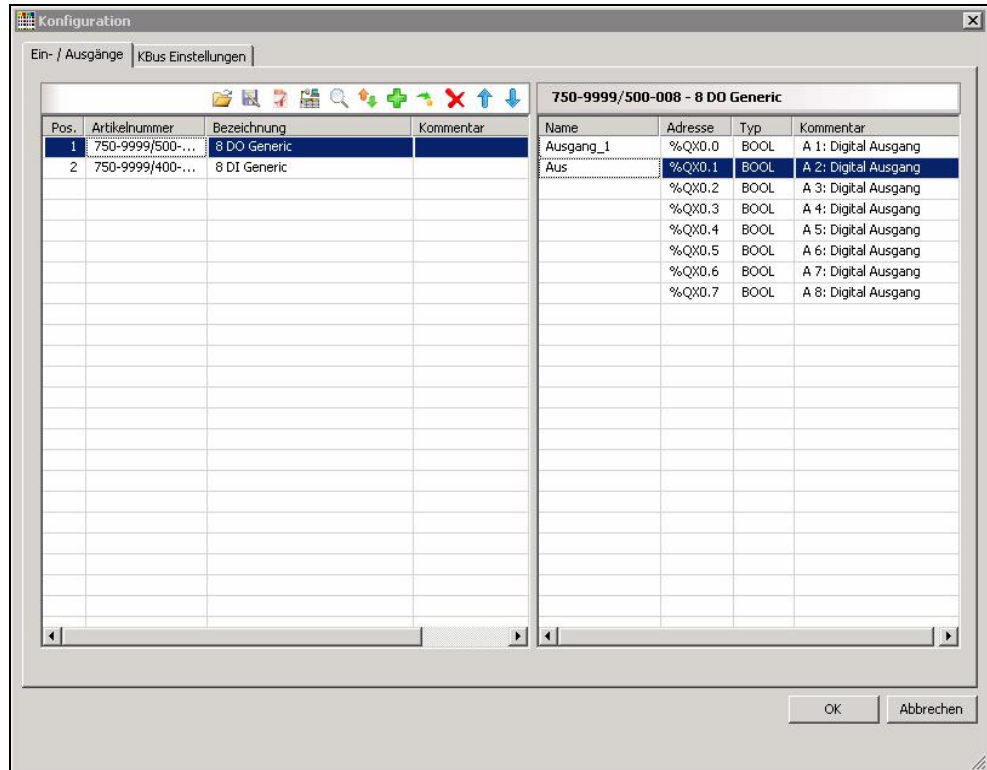 Konfiguration
Ein- / Ausgänge KBus Einstellungen
750-9999/500-008 - 8 DO Generic
Pos. Artikelnummer Bezeichnung Kommentar
1 750-9999/500-... 8 DO Generic
2 750-9999/400-... 8 DI Generic
Name Adresse Typ Kommentar
Ausgang_1 %QX0.0 BOOL A 1: Digital Ausgang
Aus %QX0.1 BOOL A 2: Digital Ausgang
%QX0.2 BOOL A 3: Digital Ausgang
%QX0.3 BOOL A 4: Digital Ausgang
%QX0.4 BOOL A 5: Digital Ausgang
%QX0.5 BOOL A 6: Digital Ausgang
%QX0.6 BOOL A 7: Digital Ausgang
%QX0.7 BOOL A 8: Digital Ausgang
OK Abbrechen